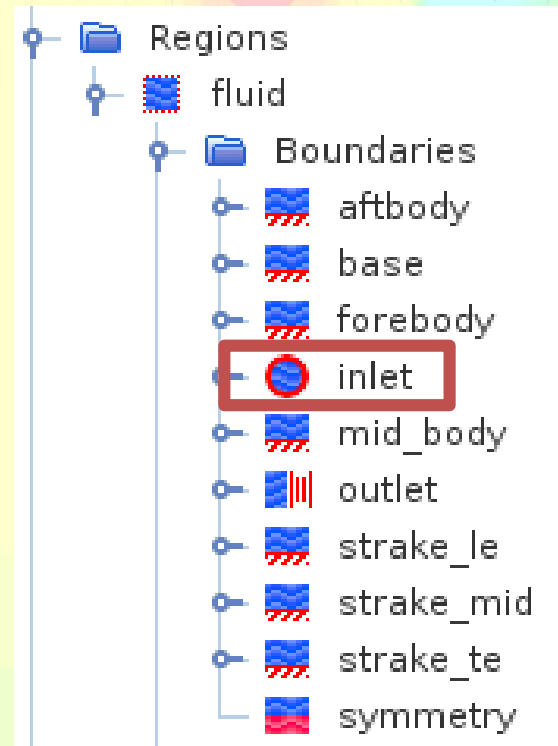 Regions
fluid
Boundaries
aftbody
base
forebody
inlet
mid_body
outlet
strake_le
strake_mid
strake_te
symmetry